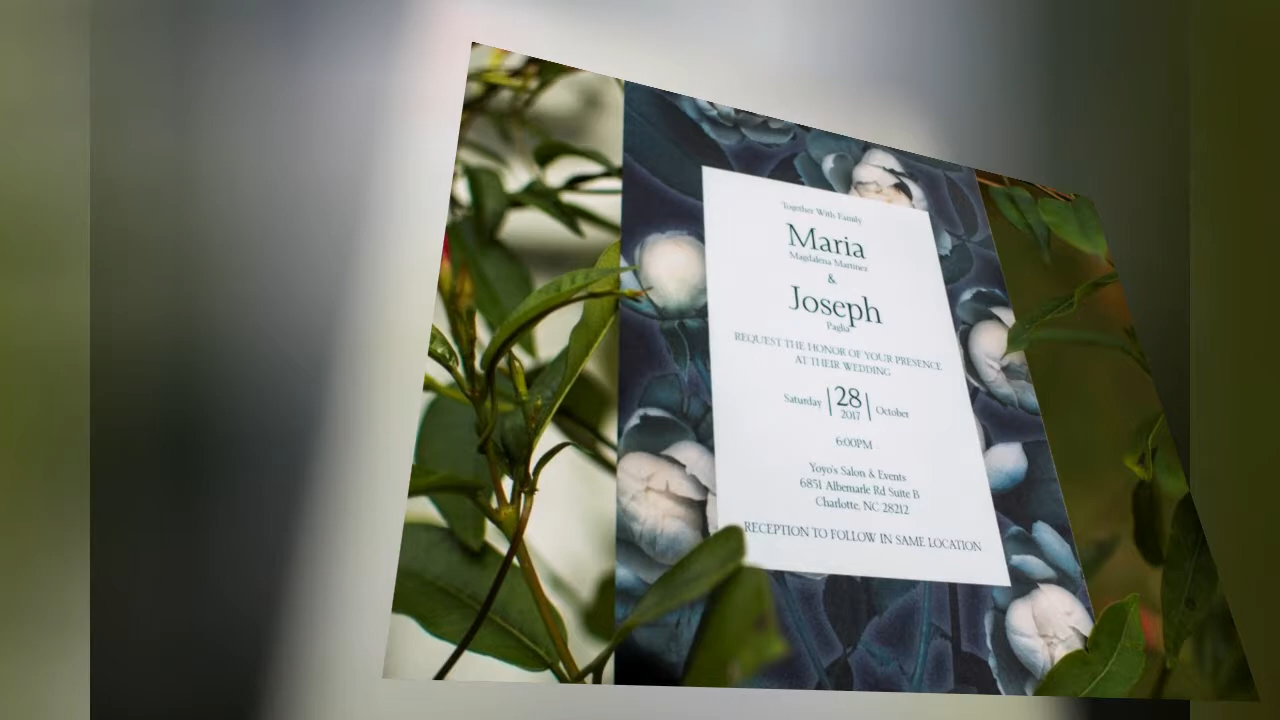 Together With Family
Maria
Magdalena Martinez
&
Joseph
Paglia
REQUEST THE HONOR OF YOUR PRESENCE
AT THEIR WEDDING
Saturday | 28 | October
2017
6:00PM
Yoyo's Salon & Events
6851 Albemarle Rd Suite B
Charlotte, NC 28212
RECEPTION TO FOLLOW IN SAME LOCATION